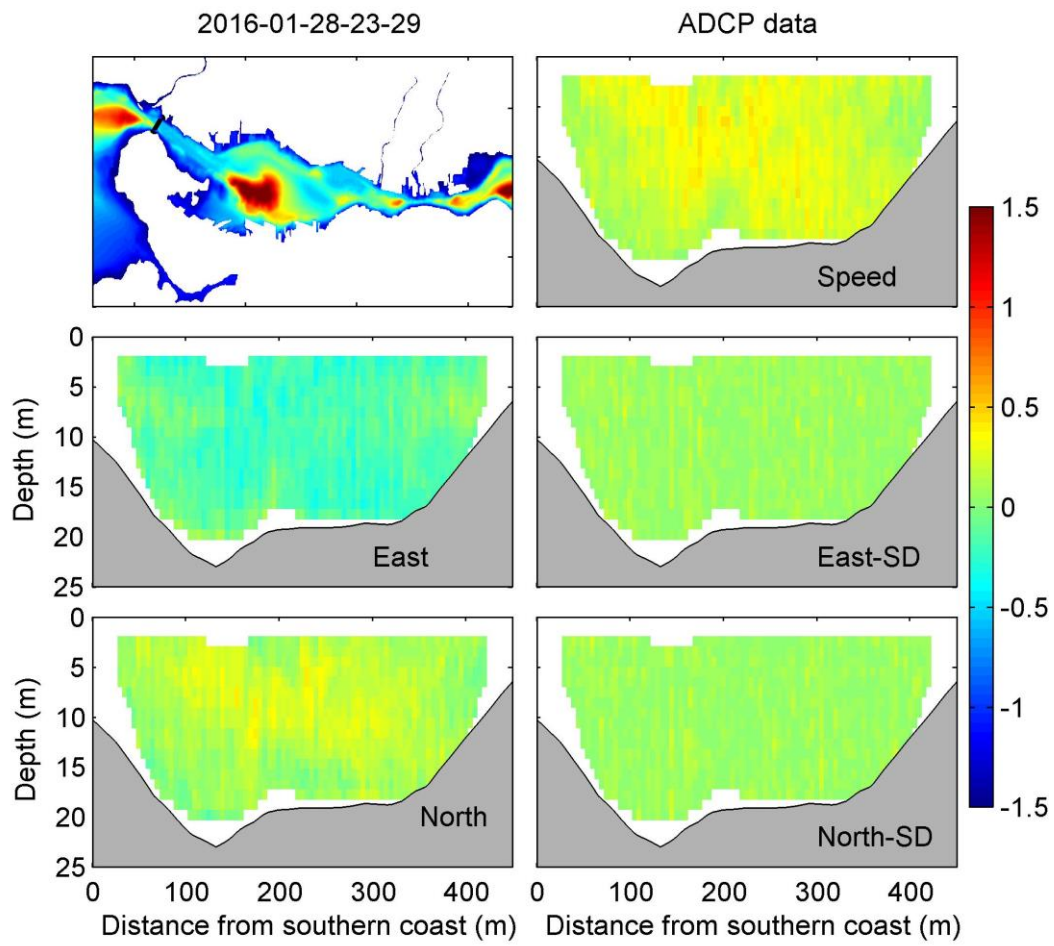 2016-01-28-23-29
ADCP data
Speed
1.5
1
0.5
0
-0.5
-1
-1.5
0
5
10
15
20
25
Depth (m)
East
East-SD
0
5
10
15
20
25
Depth (m)
North
North-SD
0 100 200 300 400
0 100 200 300 400
Distance from southern coast (m)
Distance from southern coast (m)